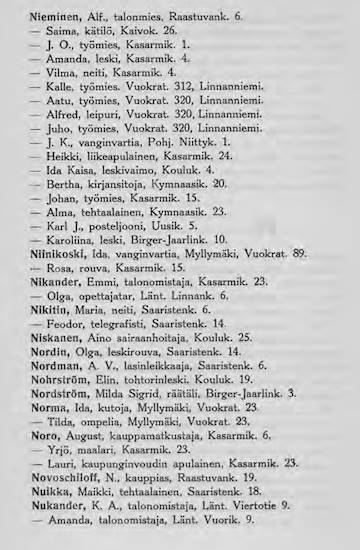 Nieminen, Alf., talonmies, Raastuvank. 6.
— Saima, kätilö, Kaivok. 26.
— J. O., työmies, Kasarmik. 1.
— Amanda, leski, Kasarmik. 4.
— Vilma, neiti, Kasarmik. 4.
— Kalle, työmies. Vuokrat. 312, Linnanniemi.
— Aatu, työmies, Vuokrat. 320, Linnanniemi.
— Alfred, leipuri, Vuokrat. 320, Linnanniemi.
— Juho, työmies, Vuokrat. 320, Linnanniemi.
— J. K., vanginvartia, Pohj. Niittyk. 1.
— Heikki, liikeapulainen, Kasarmik. 24.
— Ida Kaisa, leskivaimo, Kouluk. 4.
— Bertha, kirjansitoja, Kymnaasik. 20.
— Johan, työmies, Kasarmik. 15.
— Alma, tehtaalainen, Kymnaasik. 23.
— Karl J., posteljooni, Uusik. 5.
— Karoliina, leski, Birger-Jaarlink. 10.
Niinikoski, Ida, vanginvartia, Myllymäki, Vuokrat. 89.
— Rosa, rouva, Kasarmik. 15.
Nikander, Emmi, talonomistaja, Kasarmik. 23.
— Olga, opettajatar, Länt. Linnank. 6.
Nikitin, Maria, neiti, Saaristenk. 6.
— Feodor, telegrafisti, Saaristenk. 14.
Niskanen, Aino sairaanhoitaja, Kouluk. 25.
Nordin, Olga, leskirouva, Saaristenk. 14.
Nordman, A. V., lasinleikkaaja, Saaristenk. 6.
Nohrström, Elin, tohtorinleski, Kouluk. 19.
Nordström, Milda Sigrid, räätäli, Birger-Jaarlink. 3.
Norma, Ida, kutoja, Myllymäki, Vuokrat. 23.
— Tilda, ompelia, Myllymäki, Vuokrat. 23.
Noro, August, kauppamatkustaja, Kasarmik. 6.
— Yrjö, maalari, Kasarmik. 23.
— Lauri, kaupunginvoudin apulainen, Kasarmik. 23.
Novoschiloff, N., kauppias, Raastuvank. 19.
Nuikka, Maikki, tehtaalainen, Saaristenk. 18.
Nukander, K. A., talonomistaja, Länt. Viertotie 9.
— Amanda, talonomistaja, Länt. Vuorik. 9.